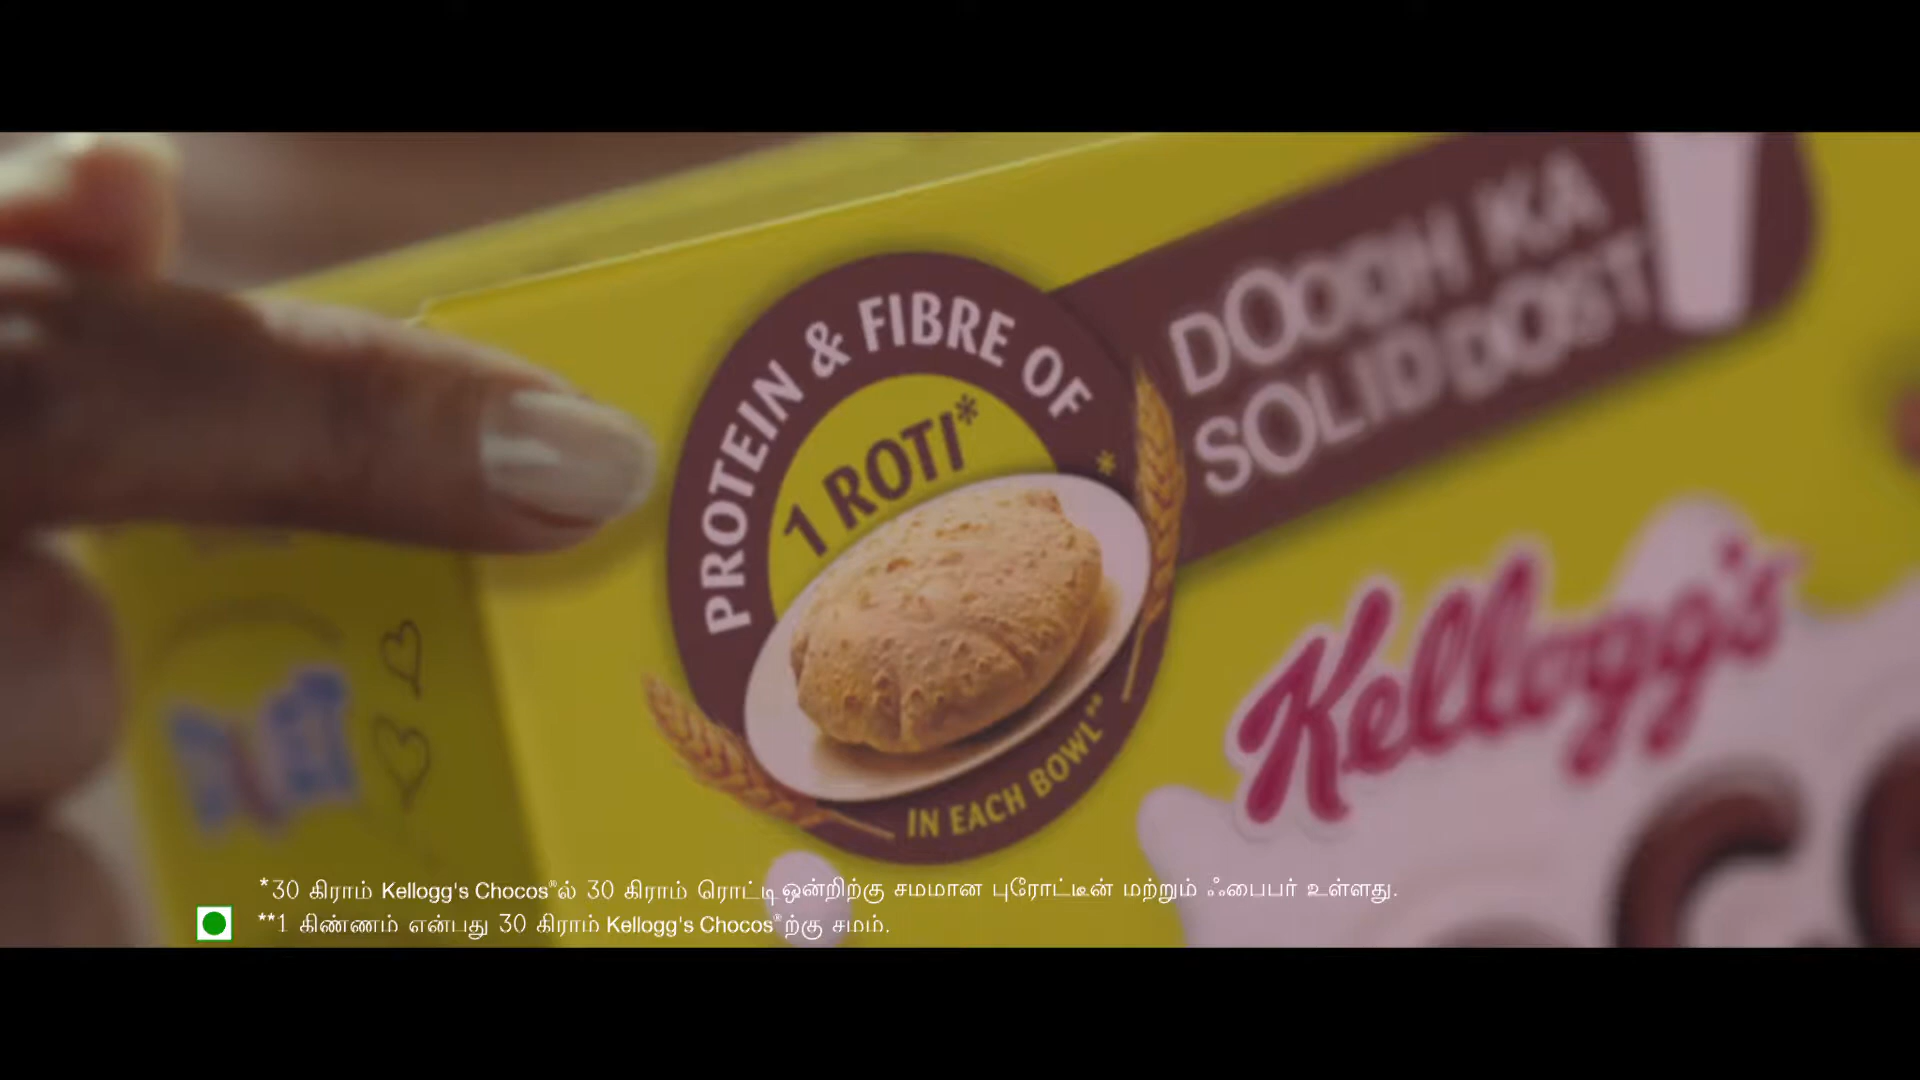 PROTEIN & FIBRE OF
1 ROTI*
*
IN EACH BOWL**
DOODH KA
SOLID DOST
Kellogg's
*30 கிராம் Kellogg's Chocos®ல் 30 கிராம் ரொட்டி ஒன்றிற்கு சமமான புரோட்டீன் மற்றும் ஃபைபர் உள்ளது.
**1 கிண்ணம் என்பது 30 கிராம் Kellogg's Chocos®ற்கு சமம்.